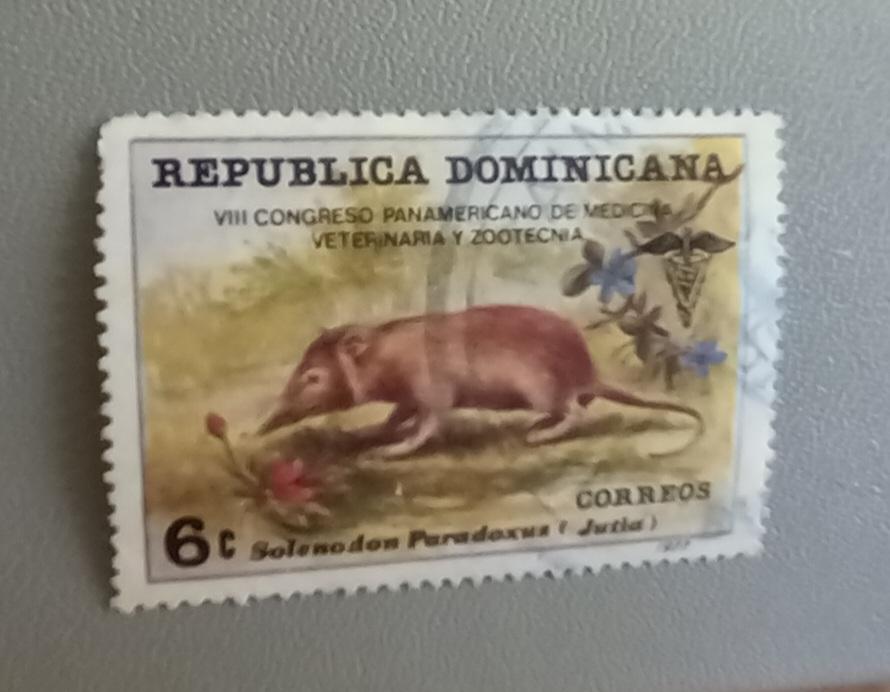 REPUBLICA DOMINICANA
VIII CONGRESO PANAMERICANO DE MEDICINA
VETERINARIA Y ZOOTECNIA
CORREOS
6c Solenodon Paradoxus (Jutia)